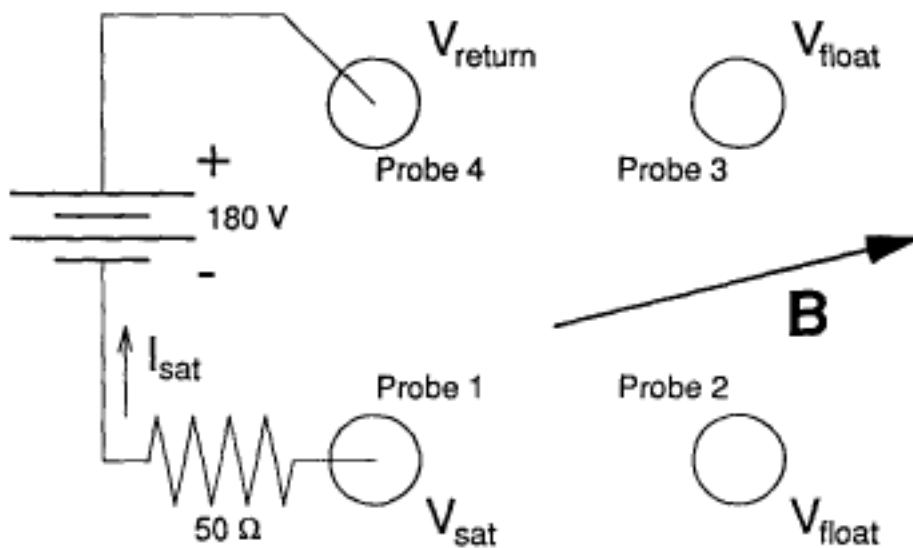 V_return
V_float
Probe 4
Probe 3
+
180 V
-
B
I_sat
Probe 1
Probe 2
50 Ω
V_sat
V_float